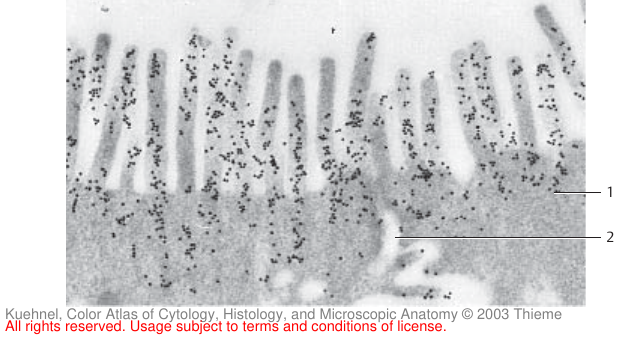 1
2
Kuehnel, Color Atlas of Cytology, Histology, and Microscopic Anatomy © 2003 Thieme
All rights reserved. Usage subject to terms and conditions of license.